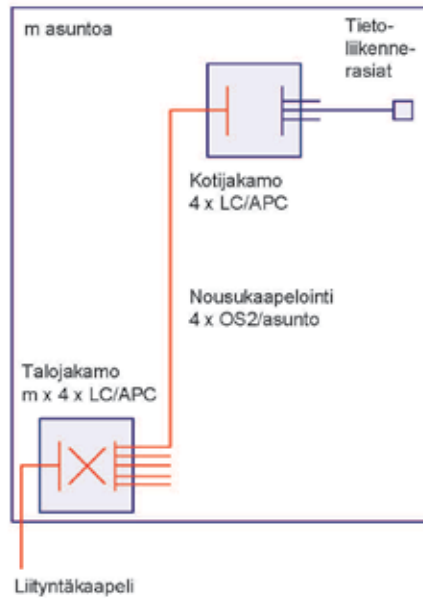 m asuntoa
Tieto-
liikenne-
rasiat
Kotijakamo
4 x LC/APC
Nousukaapelointi
4 x OS2/asunto
Talojakamo
m x 4 x LC/APC
Liityntäkaapeli